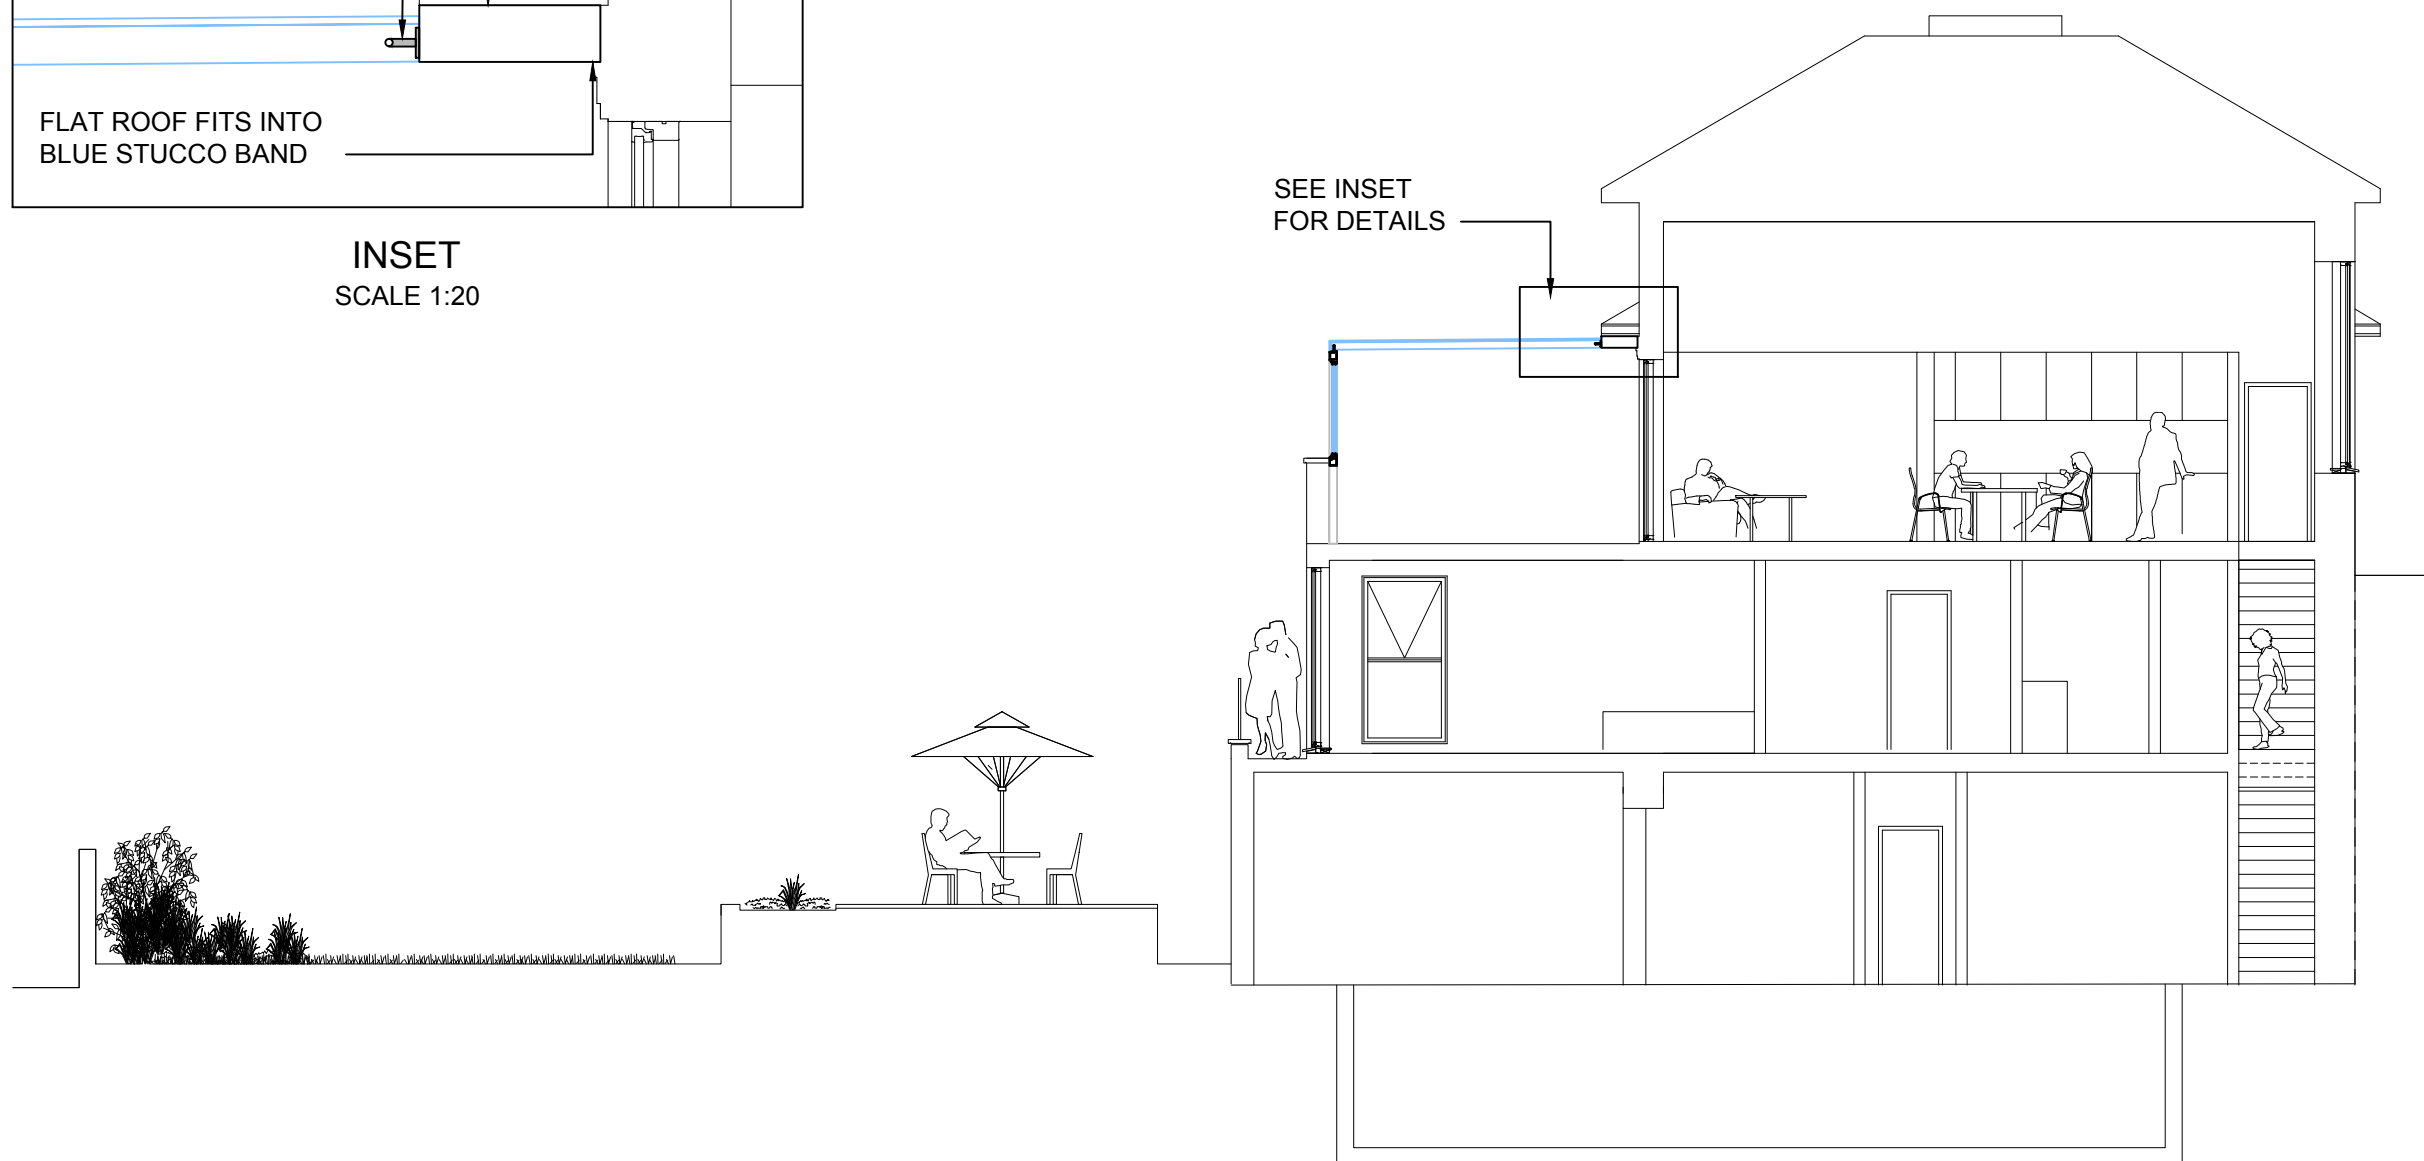 FLAT ROOF FITS INTO
BLUE STUCCO BAND
INSET
SCALE 1:20
SEE INSET
FOR DETAILS